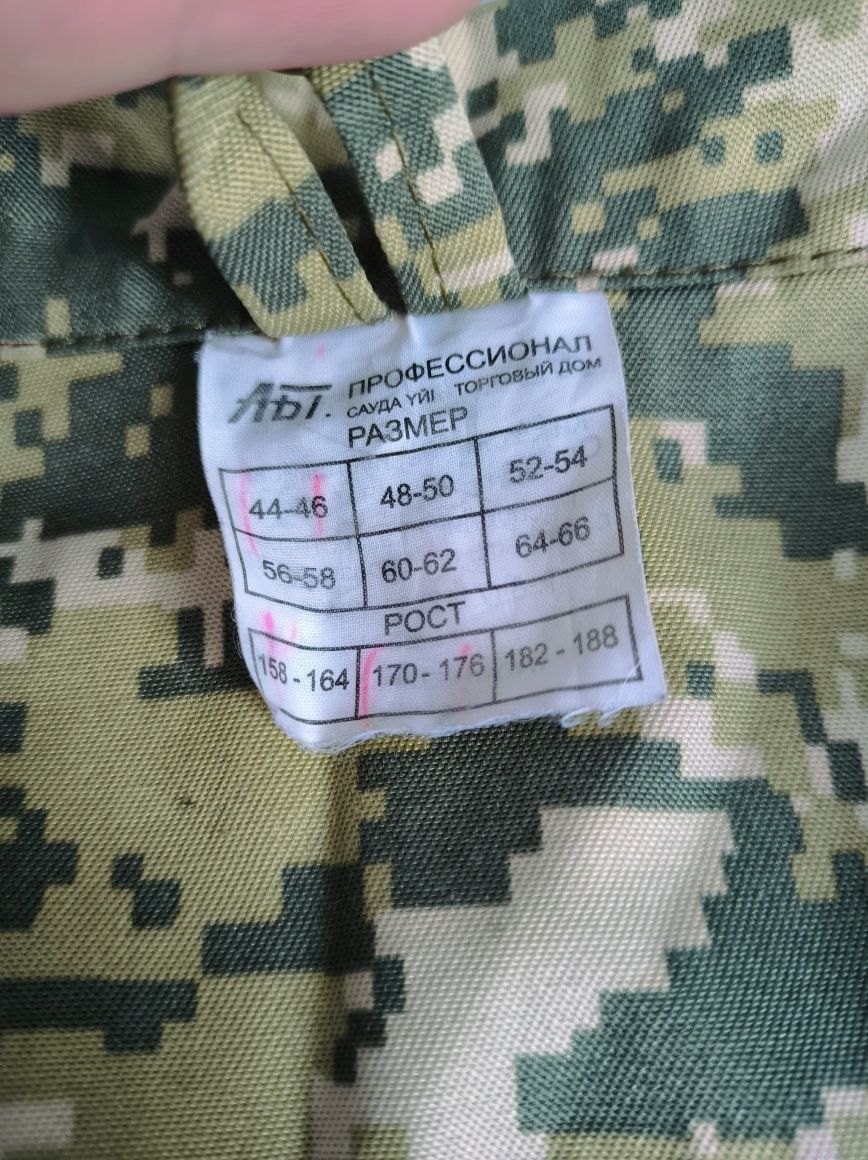 АЫ.
ПРОФЕССИОНАЛ
САУДА ҮЙІ ТОРГОВЫЙ ДОМ
РАЗМЕР
44-46 48-50 52-54
56-58 60-62 64-66
РОСТ
158 - 164 170 - 176 182 - 188